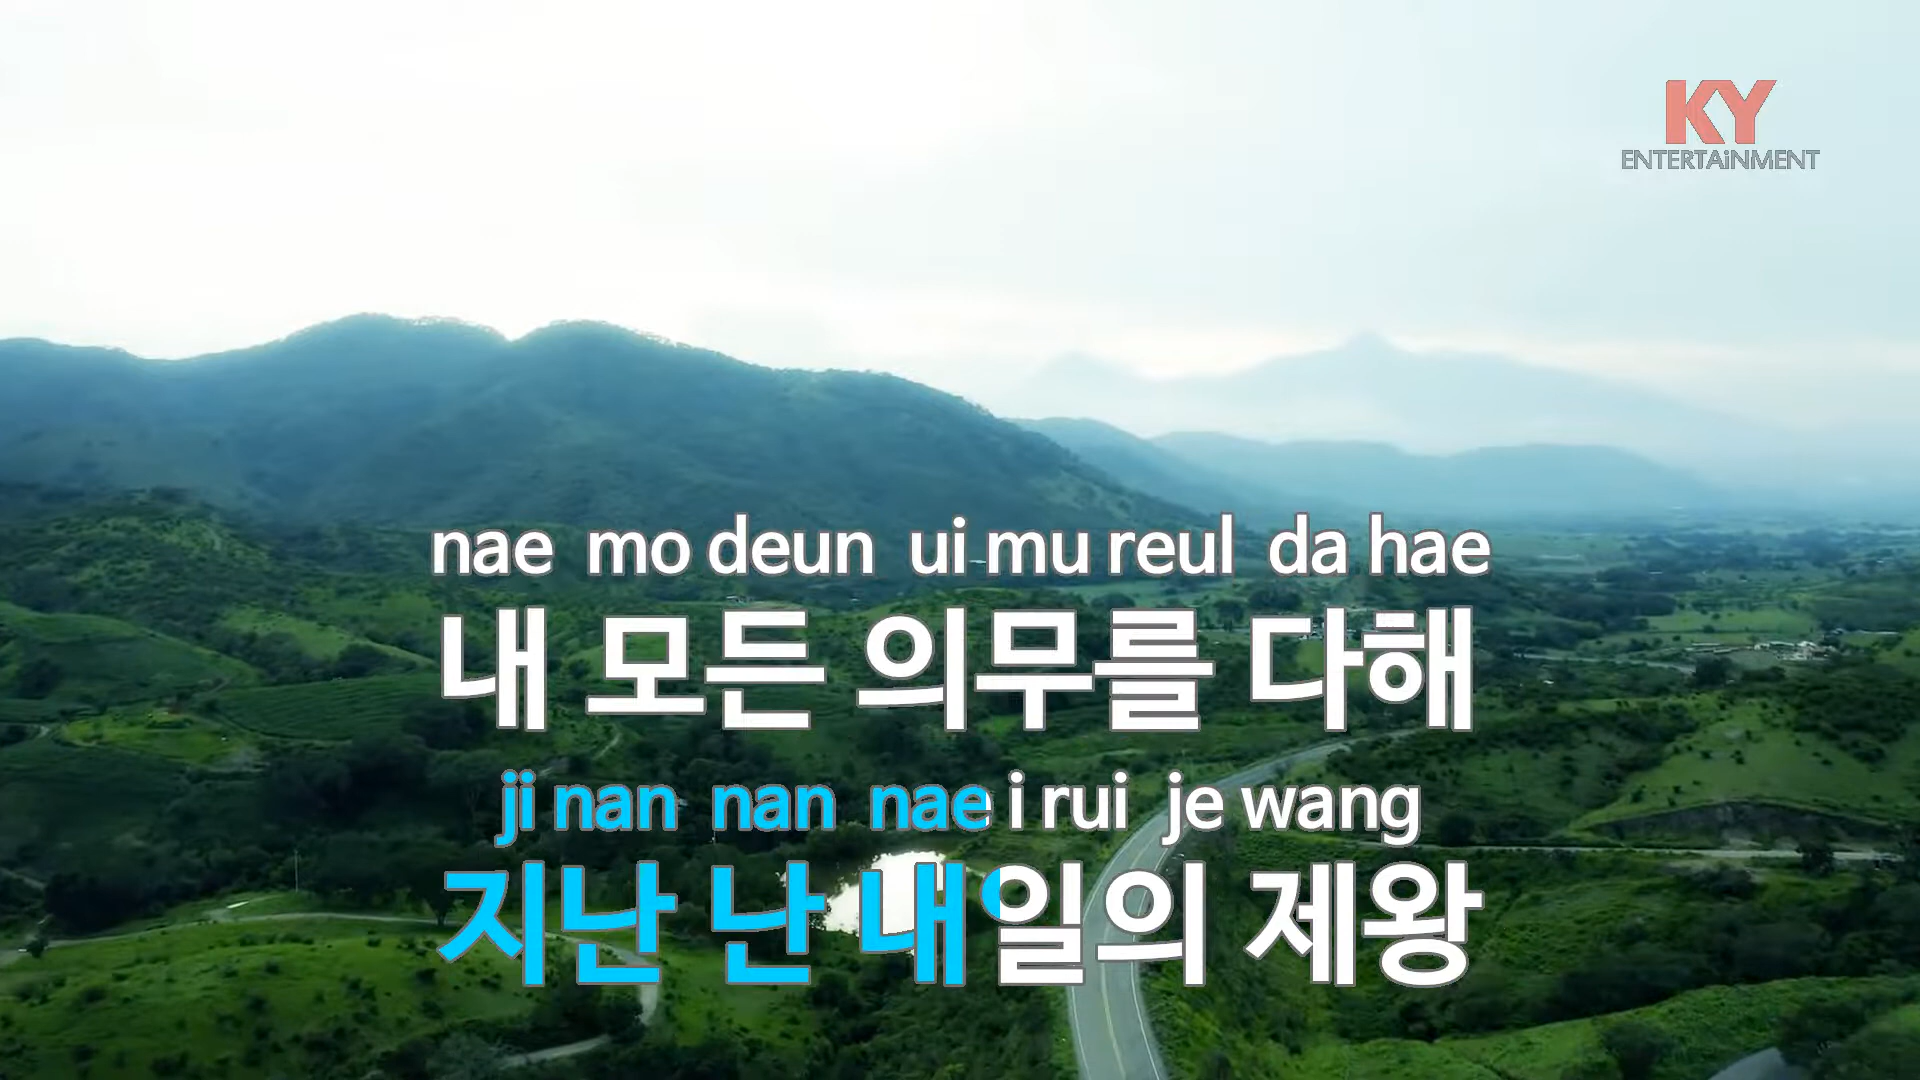 KY
ENTERTAiNMENT
nae mo deun ui mu reul da hae
내 모든 의무를 다해
ji nan nan nae i rui je wang
지난 난 내일의 제왕